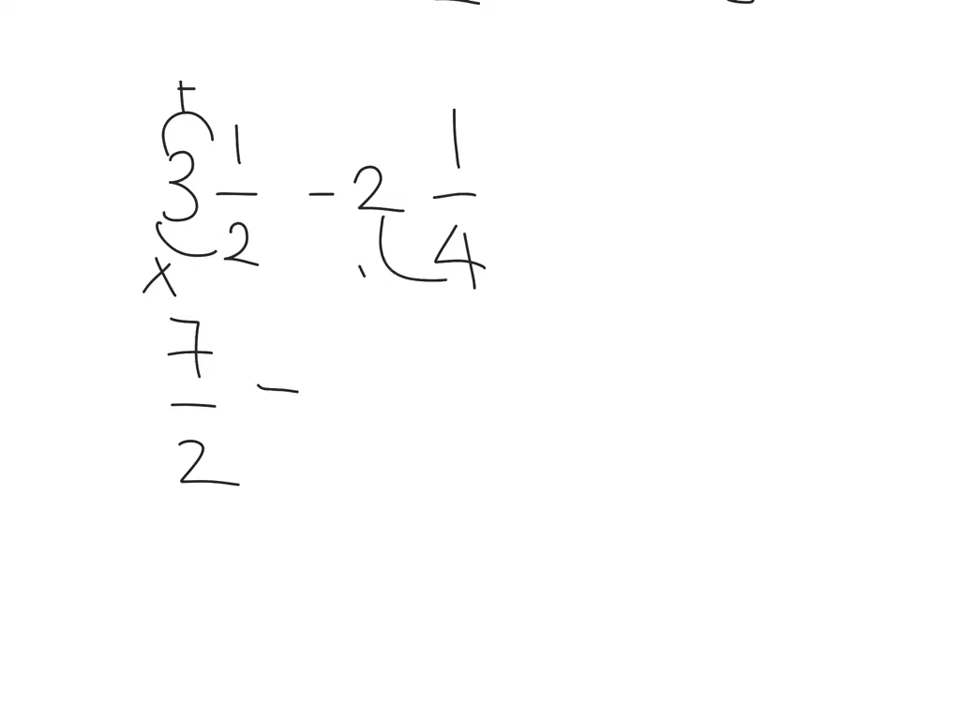 3 1/2 - 2 1/4
+
×
7/2 -